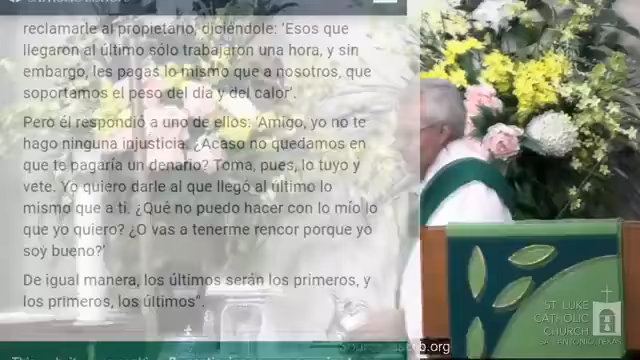 reclamarle al propietario, diciéndole: 'Esos que
llegaron al último sólo trabajaron una hora, y sin
embargo, les pagas lo mismo que a nosotros, que
soportamos el peso del día y del calor'.
Pero él respondió a uno de ellos: 'Amigo, yo no te
hago ninguna injusticia. ¿Acaso no quedamos en
que te pagaría un denario? Toma, pues, lo tuyo y
vete. Yo quiero darle al que llegó al último lo
mismo que a ti. ¿Qué no puedo hacer con lo mío lo
que yo quiero? ¿O vas a tenerme rencor porque yo
soy bueno?'
De igual manera, los últimos serán los primeros, y
los primeros, los últimos".
ST. LUKE
CATHOLIC
CHURCH
SAN ANTONIO, TEXAS